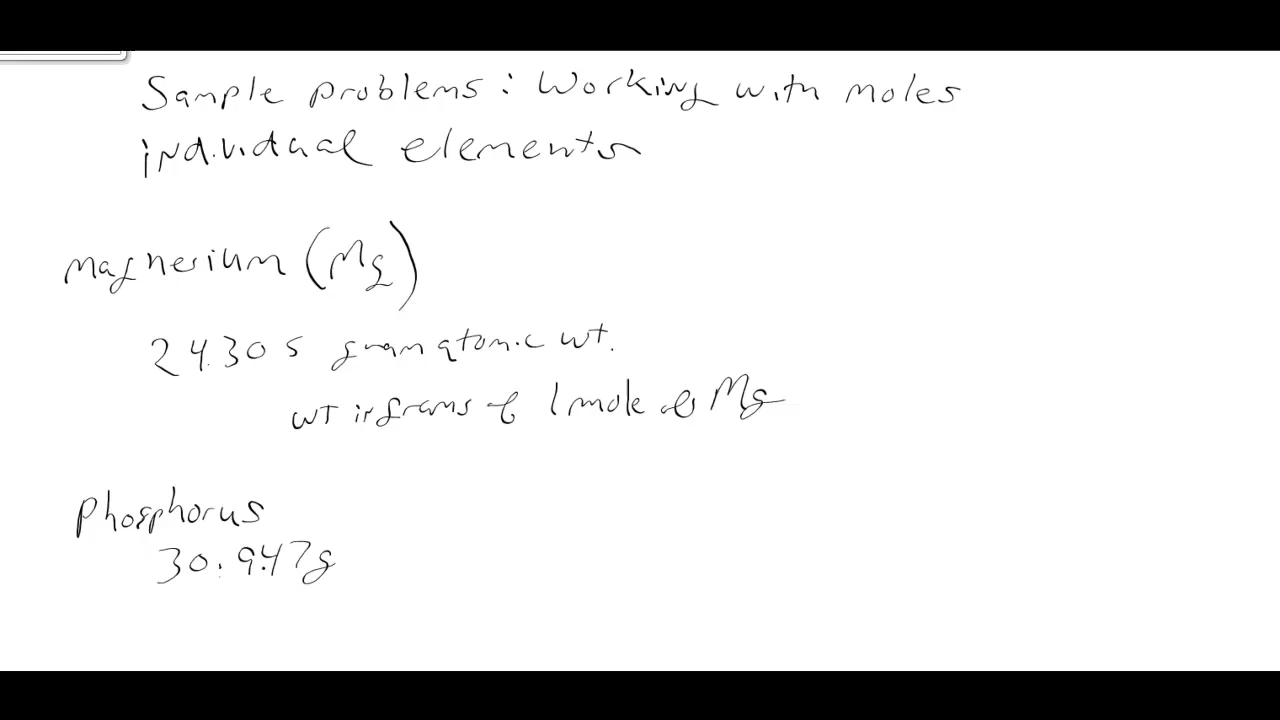 Sample problems: Working with moles
individual elements
Magnesium (Mg)
24.305 gram atomic wt.
wt in grams of 1 mole of Mg
Phosphorus
30.947g